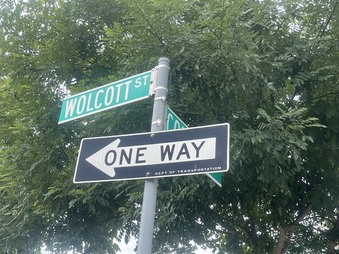 WOLCOTT ST
ONE WAY
DEPT OF TRANSPORTATION